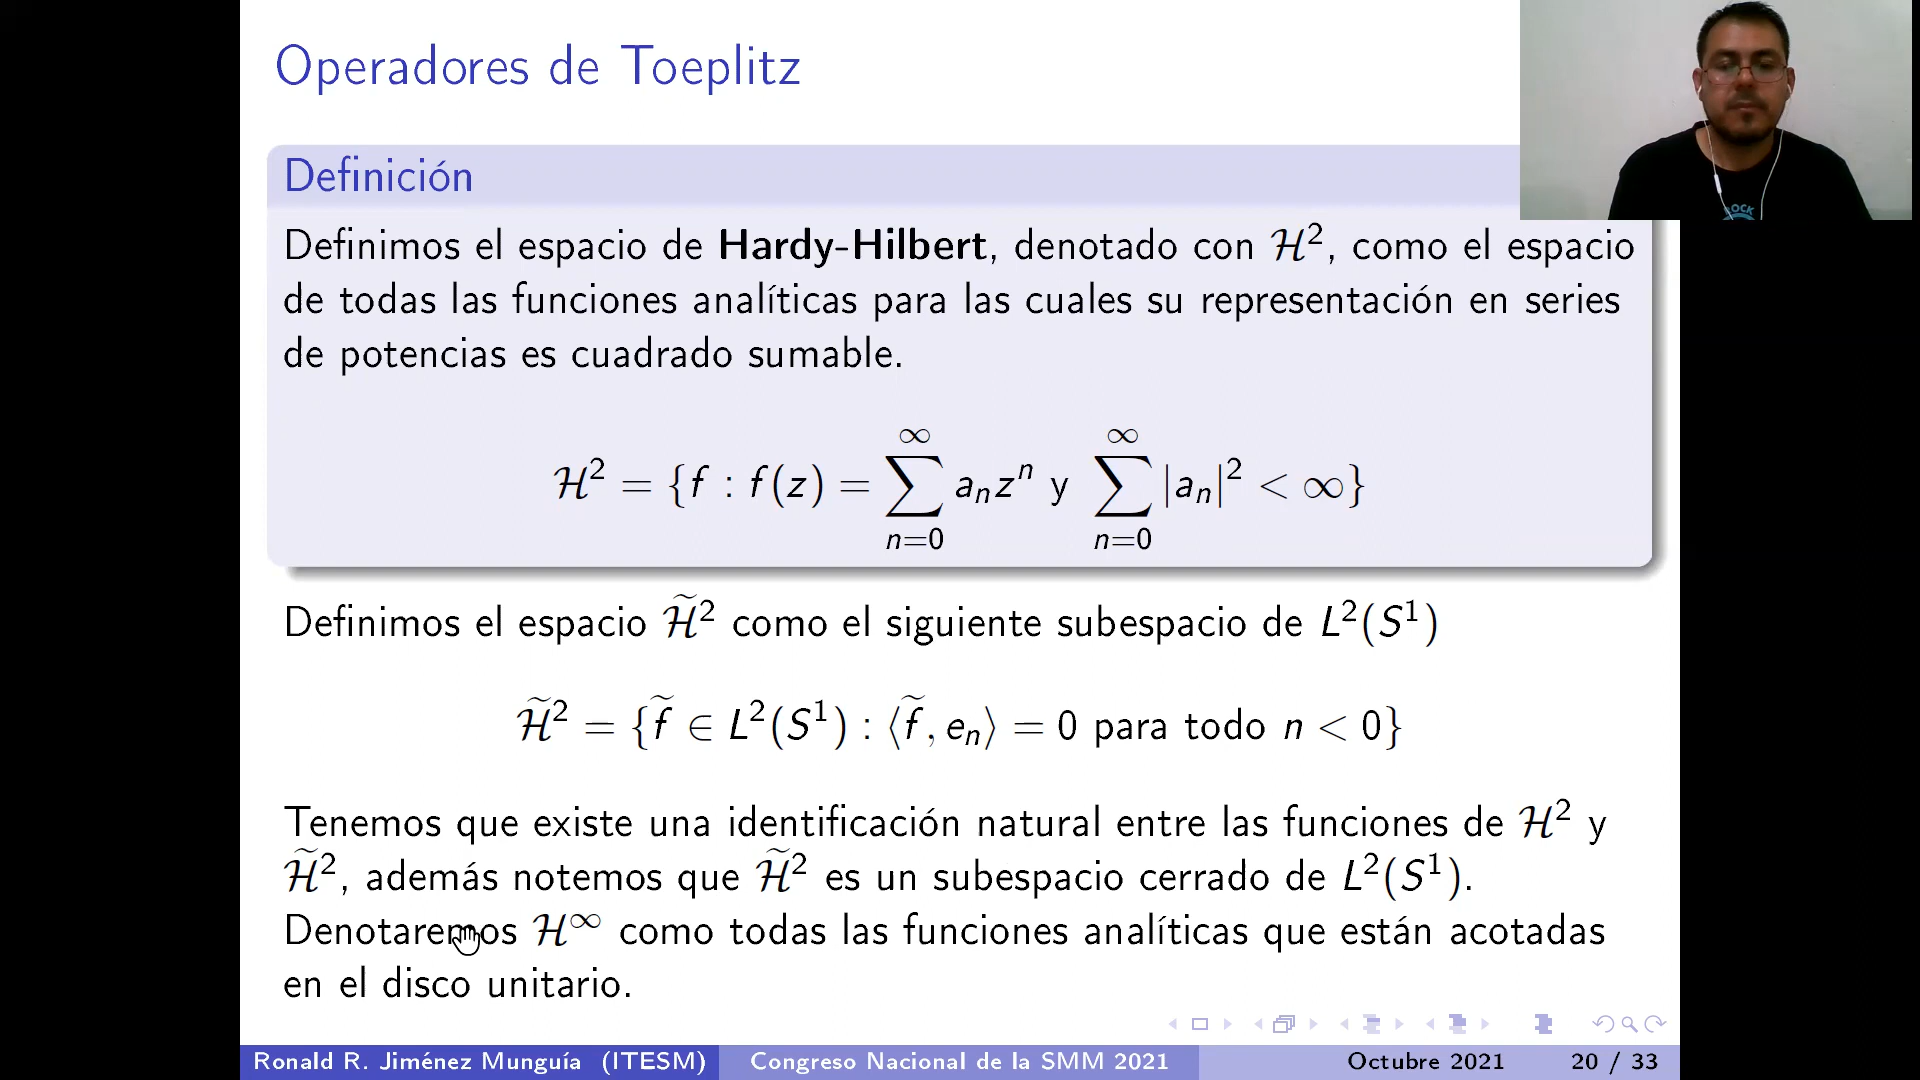 Operadores de Toeplitz
Definición
Definimos el espacio de Hardy-Hilbert, denotado con ℋ², como el espacio
de todas las funciones analíticas para las cuales su representación en series
de potencias es cuadrado sumable.
ℋ² = {f : f(z) = ∑_{n=0}^{∞} aₙzⁿ y ∑_{n=0}^{∞} |aₙ|² < ∞}
Definimos el espacio ℋ̃² como el siguiente subespacio de L²(S¹)
ℋ̃² = {f̃ ∈ L²(S¹) : ⟨f̃, eₙ⟩ = 0 para todo n < 0}
Tenemos que existe una identificación natural entre las funciones de ℋ² y
ℋ̃², además notemos que ℋ̃² es un subespacio cerrado de L²(S¹).
Denotaremos ℋ^∞ como todas las funciones analíticas que están acotadas
en el disco unitario.
Ronald R. Jiménez Munguía (ITESM) Congreso Nacional de la SMM 2021 Octubre 2021 20 / 33
ROCK